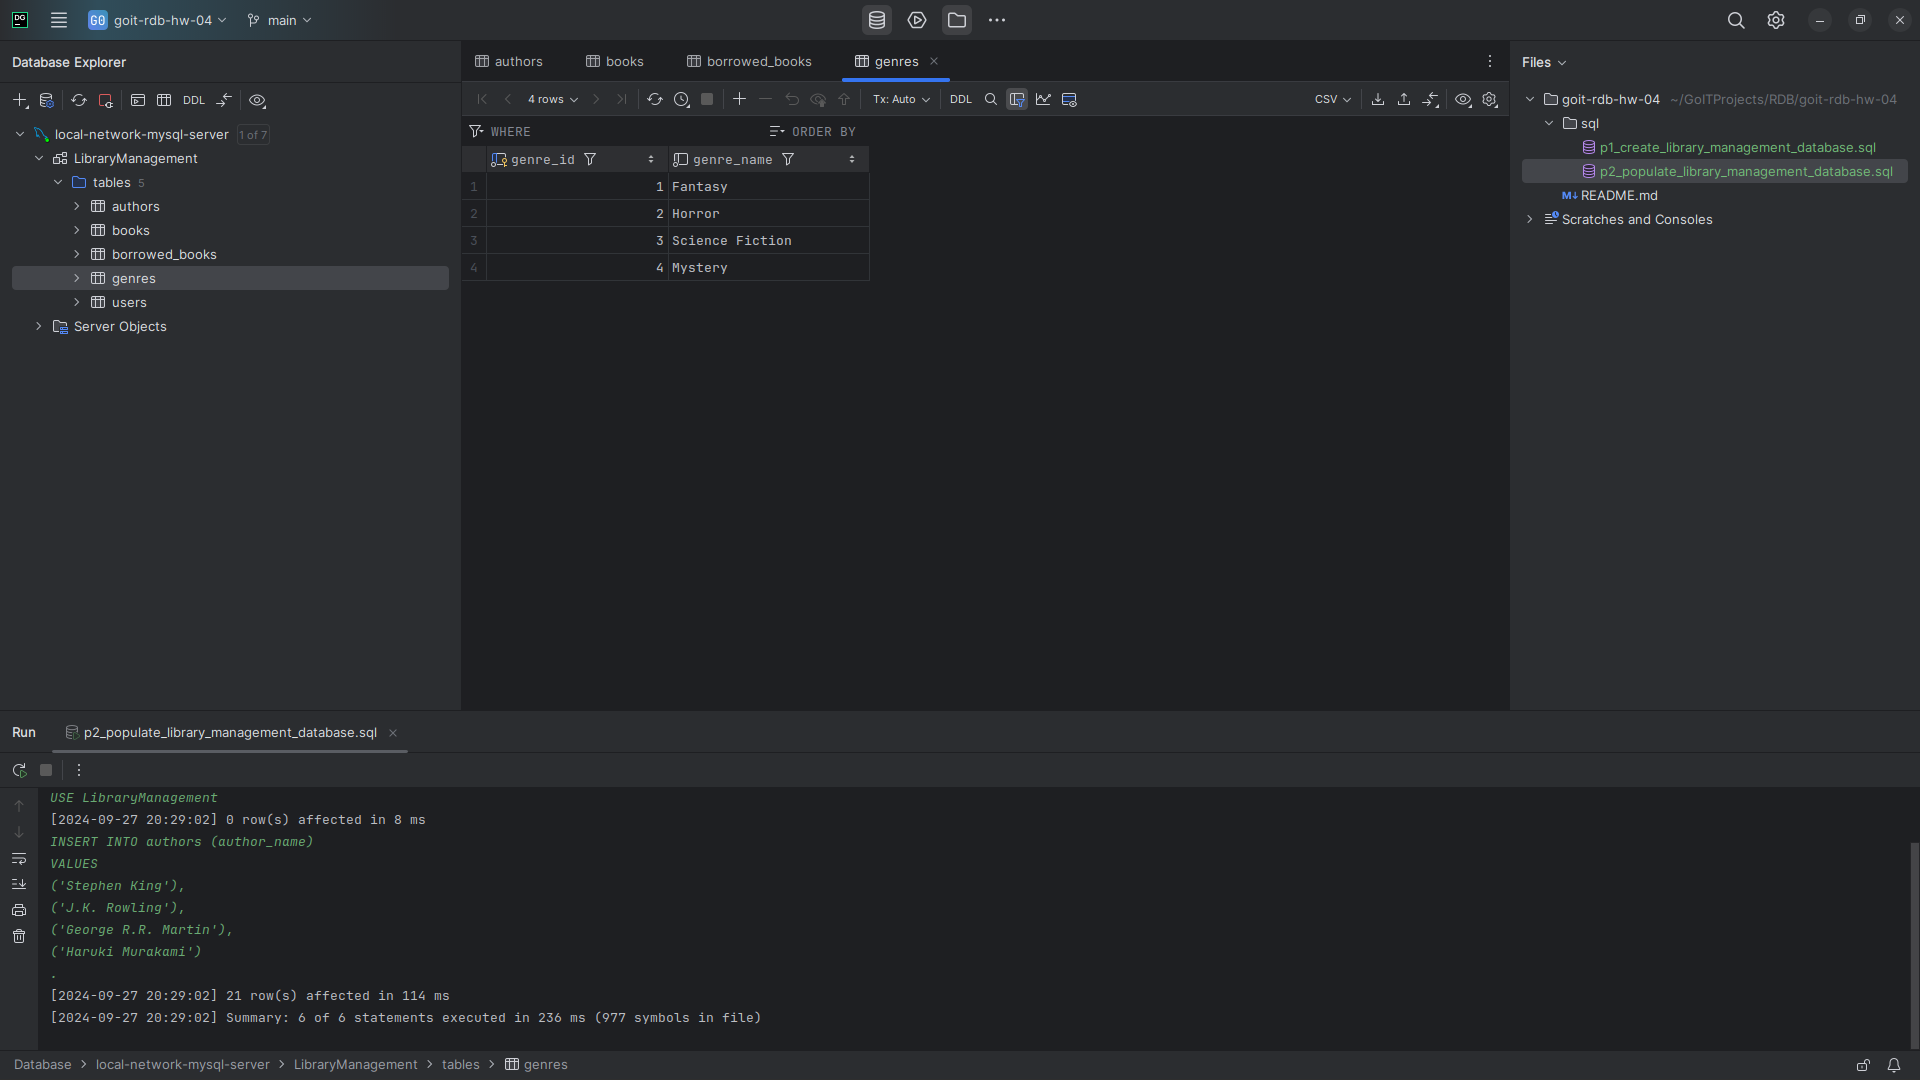 DG
GO goit-rdb-hw-04 main
Database Explorer
DDL
local-network-mysql-server 1 of 7
LibraryManagement
tables 5
authors
books
borrowed_books
genres
users
Server Objects
authors books borrowed_books genres
4 rows Tx: Auto DDL CSV
WHERE ORDER BY
genre_id genre_name
1 1 Fantasy
2 2 Horror
3 3 Science Fiction
4 4 Mystery
Files
goit-rdb-hw-04 ~/GoITProjects/RDB/goit-rdb-hw-04
sql
p1_create_library_management_database.sql
p2_populate_library_management_database.sql
M↓ README.md
Scratches and Consoles
Run p2_populate_library_management_database.sql
USE LibraryManagement
[2024-09-27 20:29:02] 0 row(s) affected in 8 ms
INSERT INTO authors (author_name)
VALUES
('Stephen King'),
('J.K. Rowling'),
('George R.R. Martin'),
('Haruki Murakami')
.
[2024-09-27 20:29:02] 21 row(s) affected in 114 ms
[2024-09-27 20:29:02] Summary: 6 of 6 statements executed in 236 ms (977 symbols in file)
Database > local-network-mysql-server > LibraryManagement > tables > genres